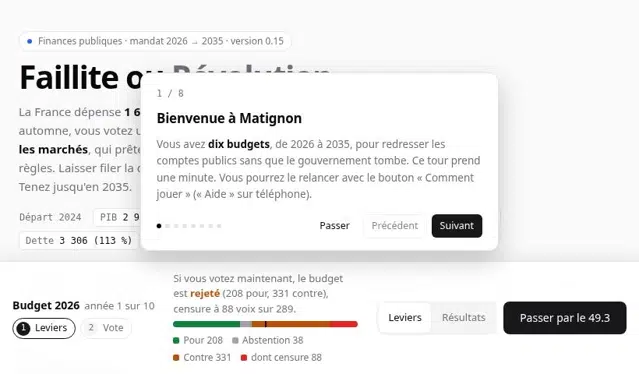 Finances publiques · mandat 2026 → 2035 · version 0.15
Faillite ou Révolution
La France dépense 1 6
automne, vous votez u
les marchés, qui prête
règles. Laisser filer la d
Tenez jusqu'en 2035.
Départ 2024 PIB 2 9
Dette 3 306 (113 %)
1 / 8
Bienvenue à Matignon
Vous avez dix budgets, de 2026 à 2035, pour redresser les
comptes publics sans que le gouvernement tombe. Ce tour prend
une minute. Vous pourrez le relancer avec le bouton « Comment
jouer » (« Aide » sur téléphone).
Passer Précédent Suivant
Budget 2026 année 1 sur 10
1 Leviers 2 Vote
Si vous votez maintenant, le budget
est rejeté (208 pour, 331 contre),
censure à 88 voix sur 289.
Pour 208 Abstention 38
Contre 331 dont censure 88
Leviers Résultats Passer par le 49.3